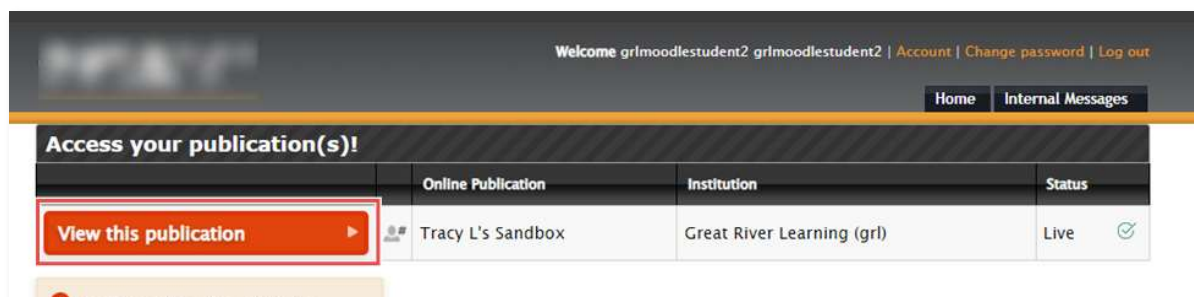 Welcome grlmoodlestudent2 grlmoodlestudent2 | Account | Change password | Log out
Home Internal Messages
Access your publication(s)!
Online Publication Institution Status
View this publication Tracy L's Sandbox Great River Learning (grl) Live